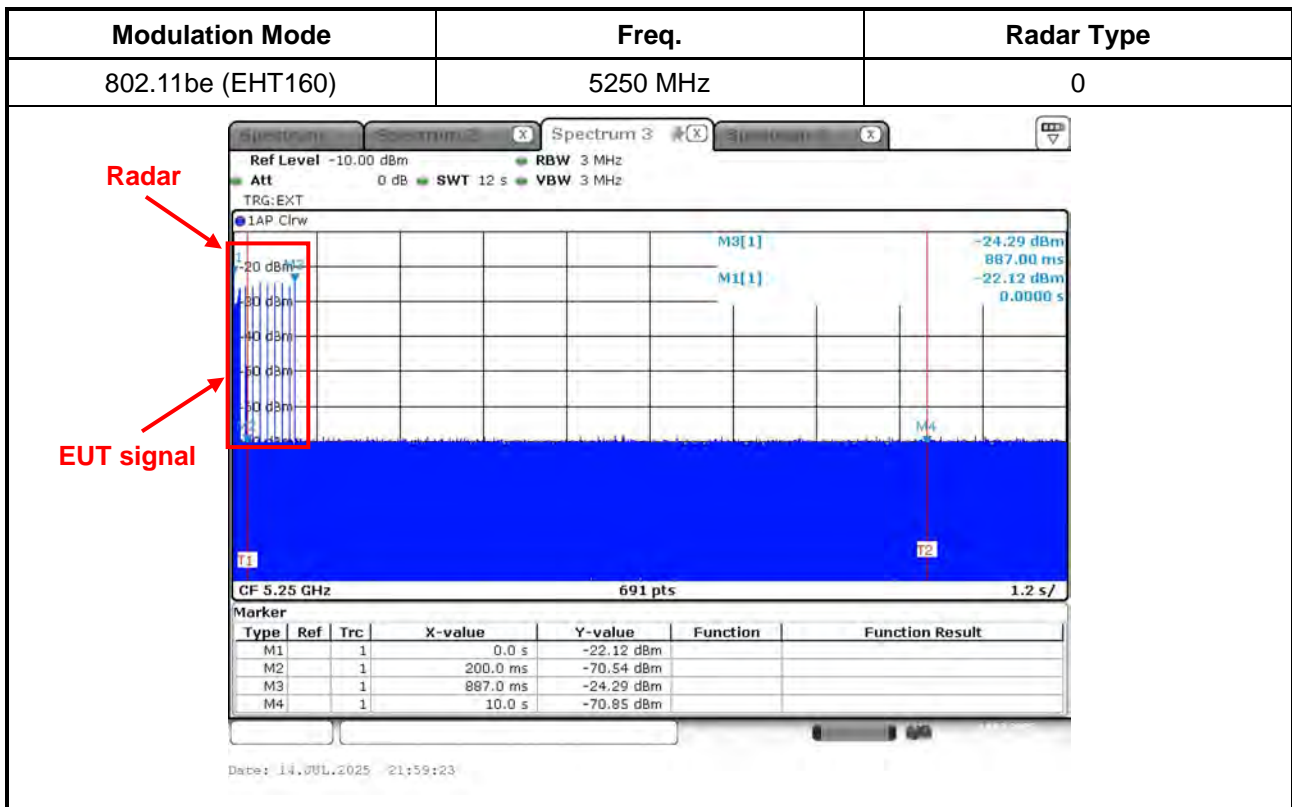 Modulation Mode Freq. Radar Type
802.11be (EHT160) 5250 MHz 0
Spectrum 3
Radar
Ref Level -10.00 dBm RBW 3 MHz
Att 0 dB SWT 12 s VBW 3 MHz
TRG:EXT
1AP Clrw
M3[1] -24.29 dBm
887.00 ms
-20 dBm
M1[1] -22.12 dBm
0.0000 s
-30 dBm
-40 dBm
M4
EUT signal
T1 T2
CF 5.25 GHz 691 pts 1.2 s/
Marker
Type Ref Trc X-value Y-value Function Function Result
M1 1 0.0 s -22.12 dBm
M2 1 200.0 ms -70.54 dBm
M3 1 887.0 ms -24.29 dBm
M4 1 10.0 s -70.85 dBm
Date: 14.JUL.2025 21:59:23